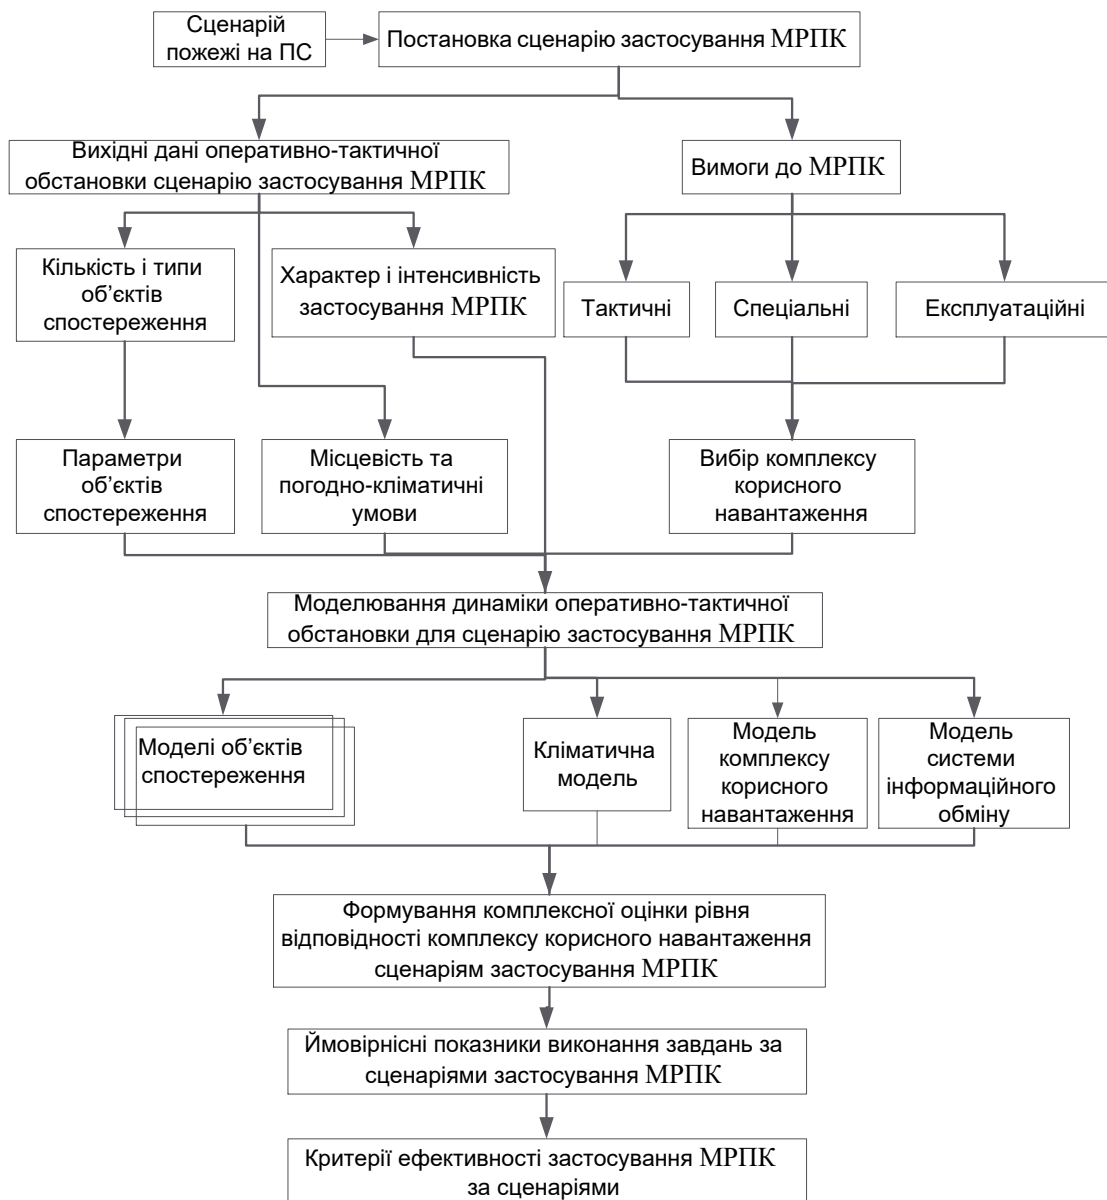 Сценарій
пожежі на ПС
Постановка сценарію застосування МРПК
Вихідні дані оперативно-тактичної
обстановки сценарію застосування МРПК
Вимоги до МРПК
Кількість і типи
об’єктів
спостереження
Характер і інтенсивність
застосування МРПК
Тактичні
Спеціальні
Експлуатаційні
Параметри
об’єктів
спостереження
Місцевість та
погодно-кліматичні
умови
Вибір комплексу
корисного
навантаження
Моделювання динаміки оперативно-тактичної
обстановки для сценарію застосування МРПК
Моделі об’єктів
спостереження
Кліматична
модель
Модель
комплексу
корисного
навантаження
Модель
системи
інформаційного
обміну
Формування комплексної оцінки рівня
відповідності комплексу корисного навантаження
сценаріям застосування МРПК
Ймовірнісні показники виконання завдань за
сценаріями застосування МРПК
Критерії ефективності застосування МРПК
за сценаріями